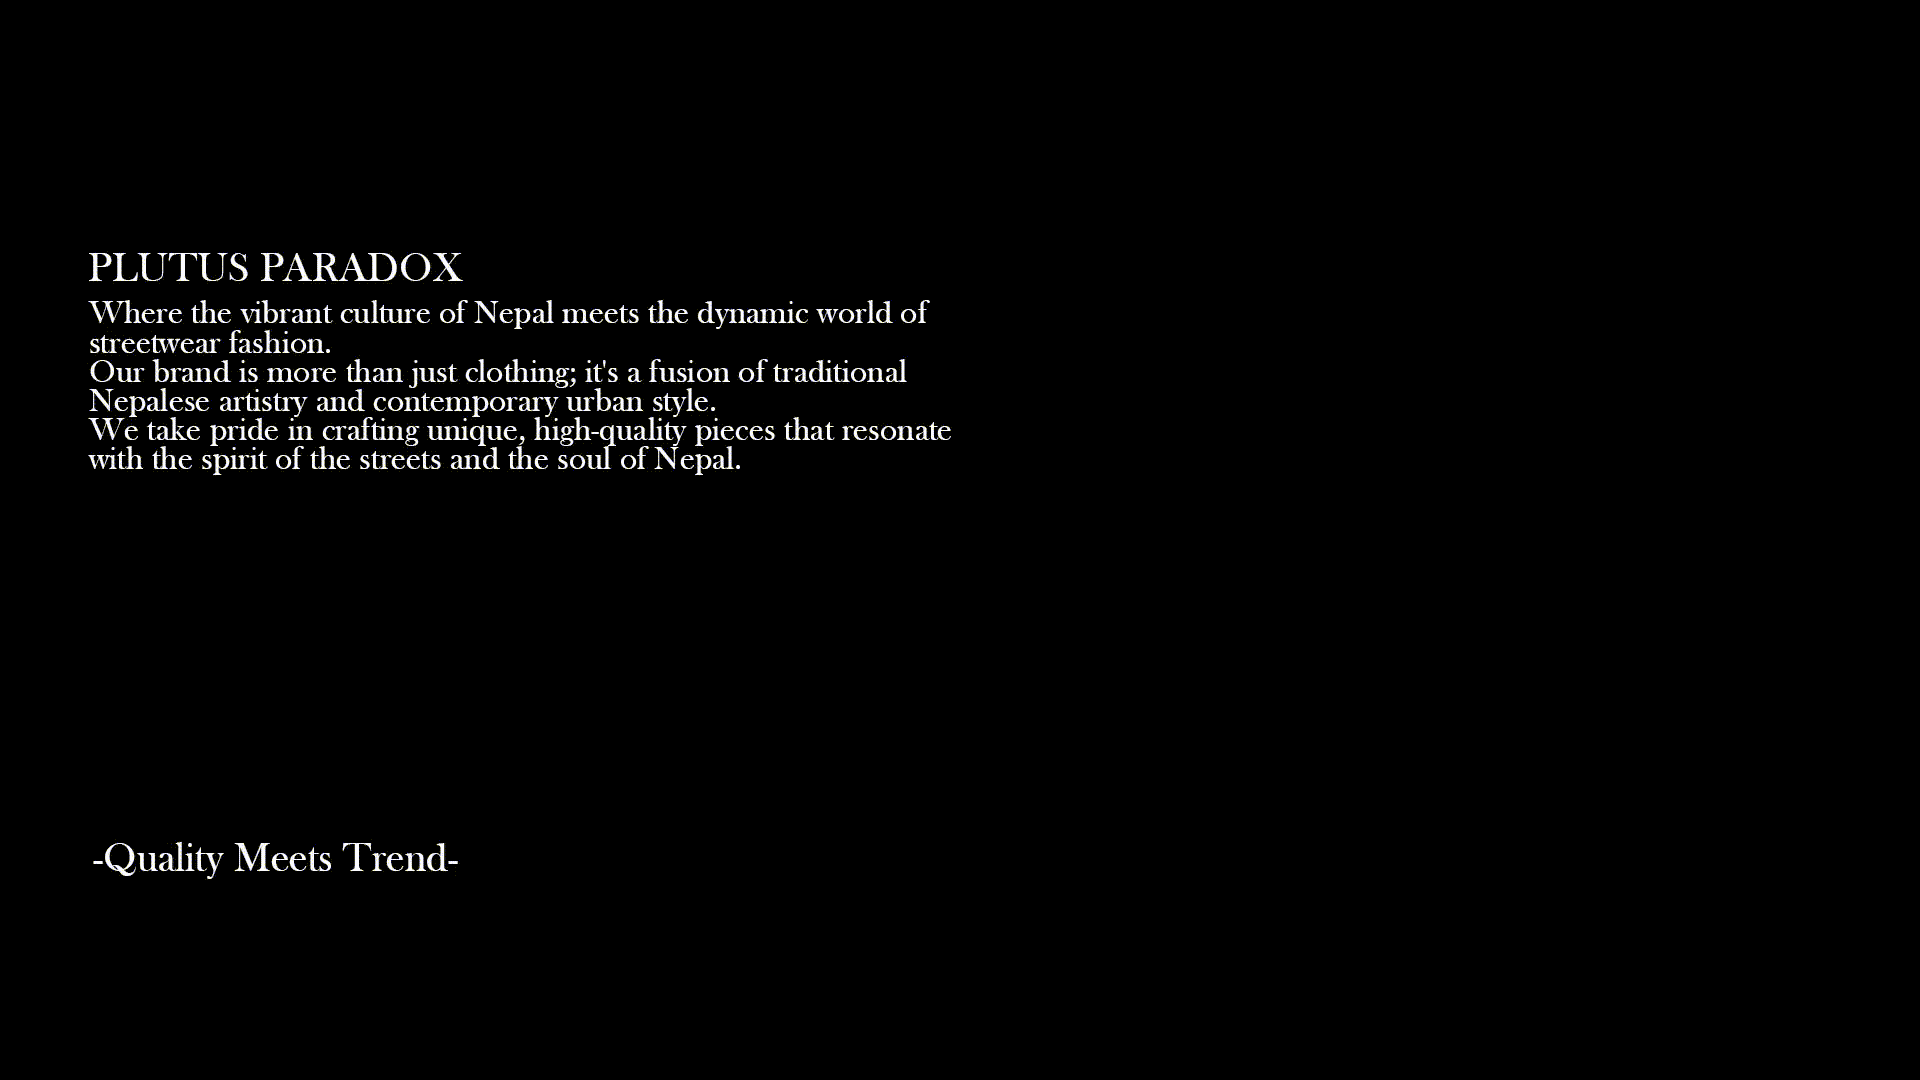 PLUTUS PARADOX
Where the vibrant culture of Nepal meets the dynamic world of
streetwear fashion.
Our brand is more than just clothing; it's a fusion of traditional
Nepalese artistry and contemporary urban style.
We take pride in crafting unique, high-quality pieces that resonate
with the spirit of the streets and the soul of Nepal.
-Quality Meets Trend-